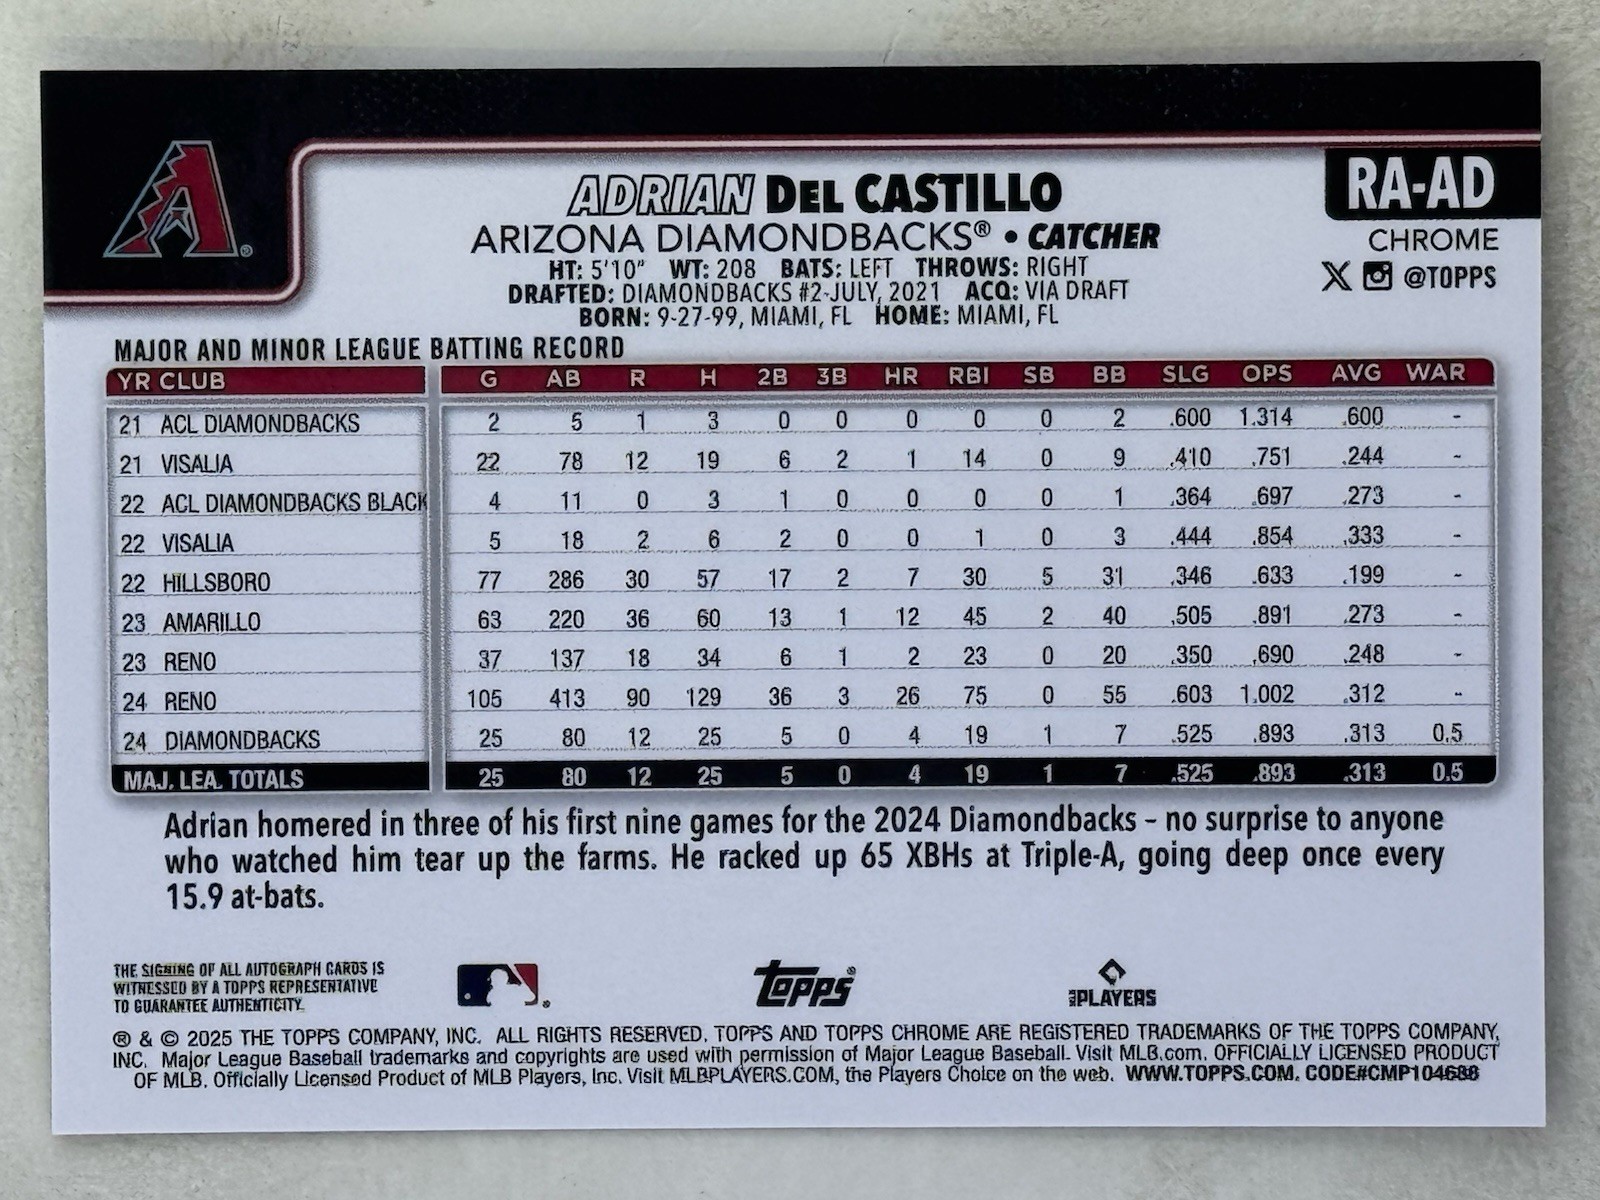 RA-AD
ADRIAN DEL CASTILLO
ARIZONA DIAMONDBACKS® • CATCHER
CHROME
HT: 5'10" WT: 208 BATS: LEFT THROWS: RIGHT
@TOPPS
DRAFTED: DIAMONDBACKS #2-JULY, 2021 ACQ: VIA DRAFT
BORN: 9-27-99, MIAMI, FL HOME: MIAMI, FL
MAJOR AND MINOR LEAGUE BATTING RECORD
YR CLUB G AB R H 2B 3B HR RBI SB BB SLG OPS AVG WAR
21 ACL DIAMONDBACKS 2 5 1 3 0 0 0 0 0 2 .600 1.314 .600 -
21 VISALIA 22 78 12 19 6 2 1 14 0 9 .410 .751 .244 -
22 ACL DIAMONDBACKS BLACK 4 11 0 3 1 0 0 0 0 1 .364 .697 .273 -
22 VISALIA 5 18 2 6 2 0 0 1 0 3 .444 .854 .333 -
22 HILLSBORO 77 286 30 57 17 2 7 30 5 31 .346 .633 .199 -
23 AMARILLO 63 220 36 60 13 1 12 45 2 40 .505 .891 .273 -
23 RENO 37 137 18 34 6 1 2 23 0 20 .350 .690 .248 -
24 RENO 105 413 90 129 36 3 26 75 0 55 .603 1.002 .312 -
24 DIAMONDBACKS 25 80 12 25 5 0 4 19 1 7 .525 .893 .313 0.5
MAJ. LEA. TOTALS 25 80 12 25 5 0 4 19 1 7 .525 .893 .313 0.5
Adrian homered in three of his first nine games for the 2024 Diamondbacks – no surprise to anyone
who watched him tear up the farms. He racked up 65 XBHs at Triple-A, going deep once every
15.9 at-bats.
THE SIGNING OF ALL AUTOGRAPH CARDS IS
WITNESSED BY A TOPPS REPRESENTATIVE
TO GUARANTEE AUTHENTICITY.
Topps®
PLAYERS
® & © 2025 THE TOPPS COMPANY, INC. ALL RIGHTS RESERVED. TOPPS AND TOPPS CHROME ARE REGISTERED TRADEMARKS OF THE TOPPS COMPANY,
INC. Major League Baseball trademarks and copyrights are used with permission of Major League Baseball. Visit MLB.com. OFFICIALLY LICENSED PRODUCT
OF MLB. Officially Licensed Product of MLB Players, Inc. Visit MLBPLAYERS.COM, the Players Choice on the web. WWW.TOPPS.COM.